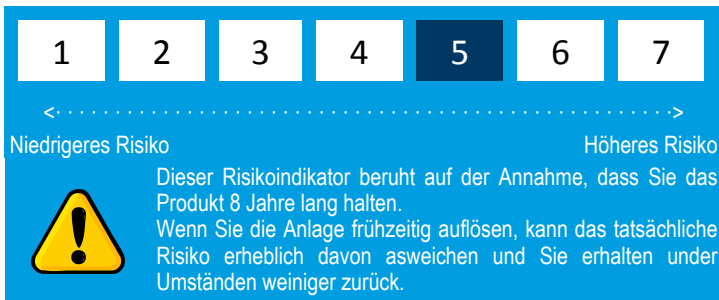 1 2 3 4 5 6 7
Niedrigeres Risiko Höheres Risiko
Dieser Risikoindikator beruht auf der Annahme, dass Sie das
Produkt 8 Jahre lang halten.
Wenn Sie die Anlage frühzeitig auflösen, kann das tatsächliche
Risiko erheblich davon asweichen und Sie erhalten under
Umständen weiniger zurück.